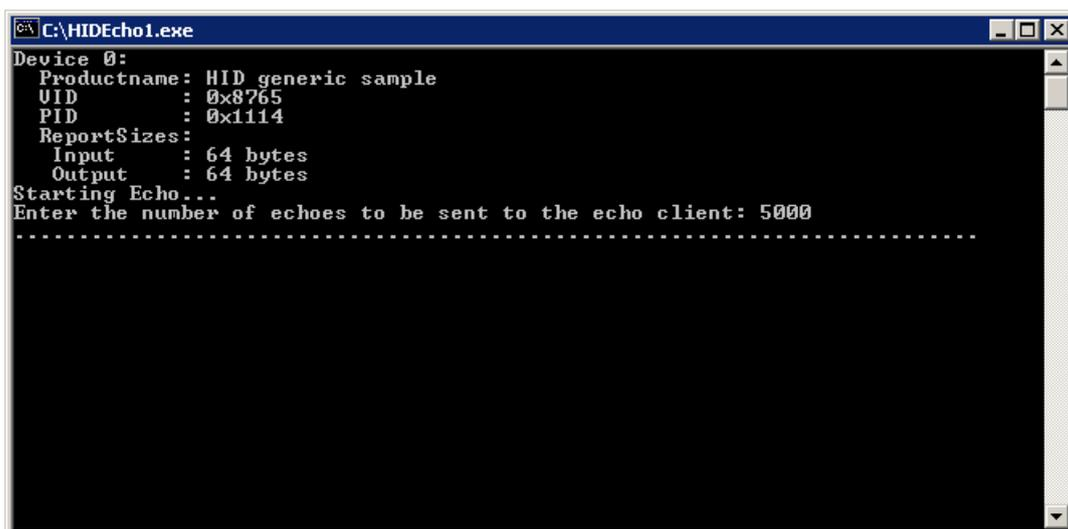 C:\HIDEcho1.exe
Device 0:
  Productname: HID generic sample
  VID        : 0x8765
  PID        : 0x1114
  ReportSizes:
   Input     : 64 bytes
   Output    : 64 bytes
Starting Echo...
Enter the number of echoes to be sent to the echo client: 5000
.........................................................................